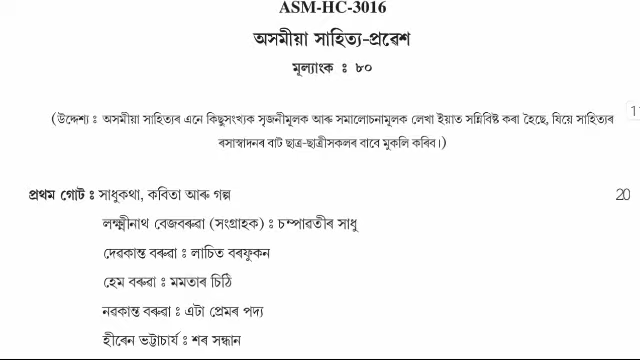 ASM-HC-3016
অসমীয়া সাহিত্য-প্ৰৱেশ
মূল্যাংক ঃ ৮০
(উদ্দেশ্য ঃ অসমীয়া সাহিত্যৰ এনে কিছুসংখ্যক সৃজনীমূলক আৰু সমালোচনামূলক লেখা ইয়াত সন্নিবিষ্ট কৰা হৈছে, যিয়ে সাহিত্যৰ
ৰসাস্বাদনৰ বাট ছাত্ৰ-ছাত্ৰীসকলৰ বাবে মুকলি কৰিব।)
প্ৰথম গোট ঃ সাধুকথা, কবিতা আৰু গল্প 20
লক্ষ্মীনাথ বেজবৰুৱা (সংগ্ৰাহক) ঃ চম্পাৱতীৰ সাধু
দেৱকান্ত বৰুৱা ঃ লাচিত বৰফুকন
হেম বৰুৱা ঃ মমতাৰ চিঠি
নৱকান্ত বৰুৱা ঃ এটা প্ৰেমৰ পদ্য
হীৰেন ভট্টাচাৰ্য ঃ শৰ সন্ধান